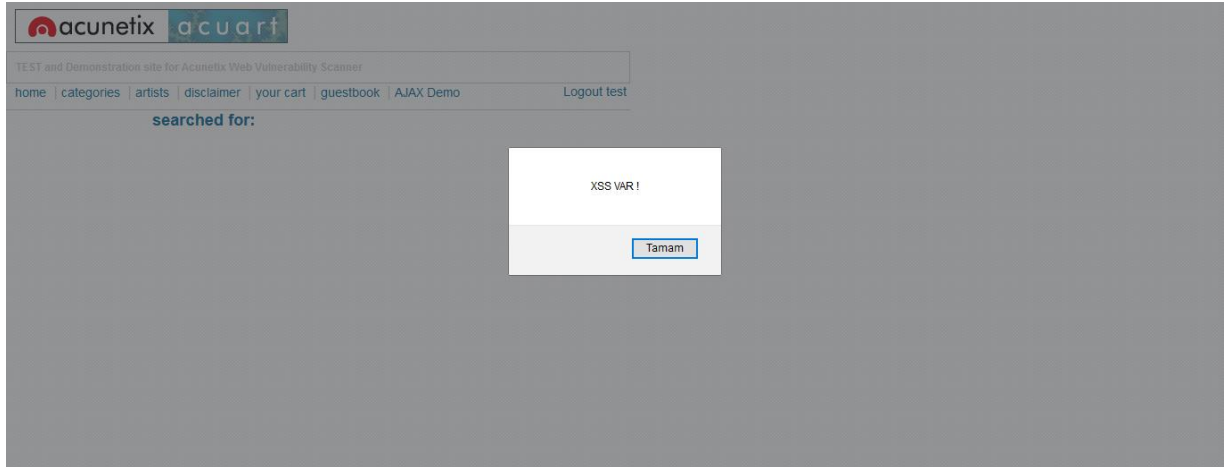 acunetix acuart
TEST and Demonstration site for Acunetix Web Vulnerability Scanner
home | categories | artists | disclaimer | your cart | guestbook | AJAX Demo Logout test
searched for:
XSS VAR !
Tamam